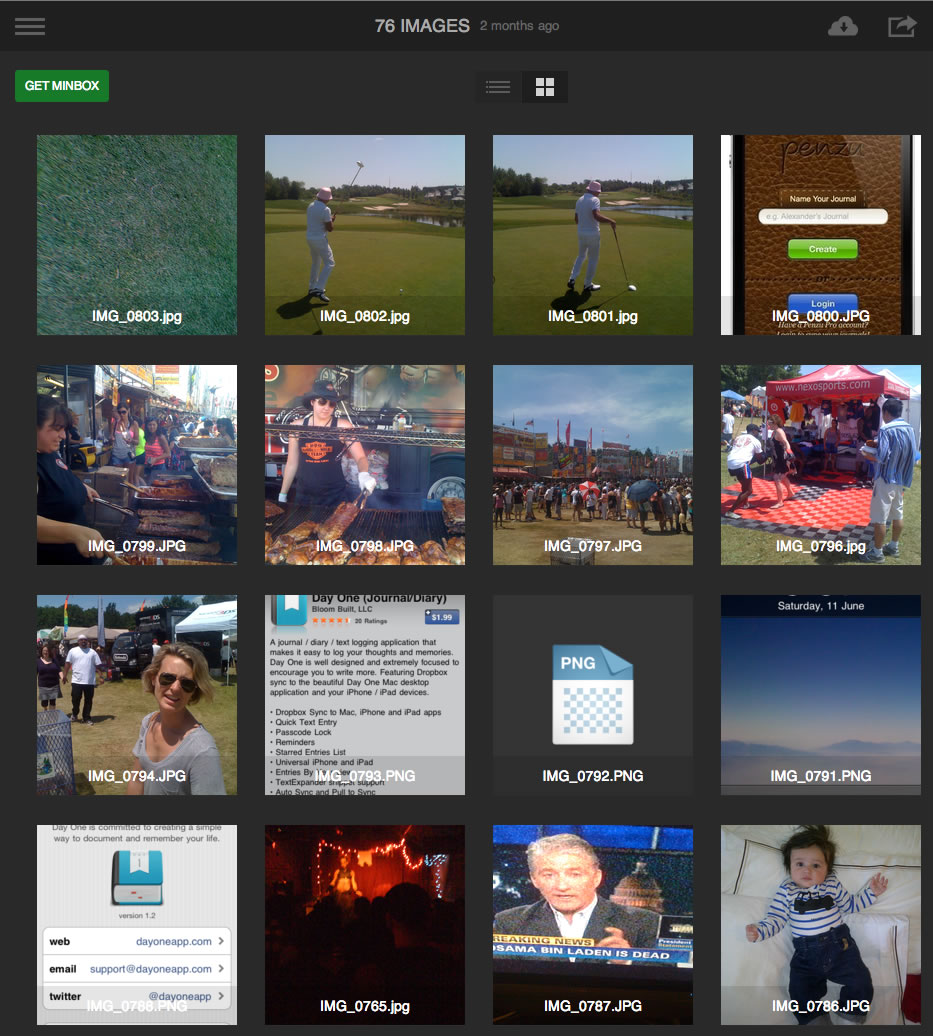 76 IMAGES 2 months ago
GET MINBOX
IMG_0803.jpg
IMG_0802.jpg
IMG_0801.jpg
penzu
Name Your Journal
e.g. Alexander's Journal
Create
Login
IMG_0800.JPG
Have a Penzu Pro account?
Login to sync your journals!
IMG_0799.JPG
IMG_0798.JPG
IMG_0797.JPG
www.nexosports.com
IMG_0796.jpg
IMG_0794.JPG
Day One (Journal/Diary)
Bloom Built, LLC
20 Ratings
$1.99
A journal / diary / text logging application that
makes it easy to log your thoughts and memories.
Day One is well designed and extremely focused to
encourage you to write more. Featuring Dropbox
sync to the beautiful Day One Mac desktop
application and your iPhone / iPad devices.
• Dropbox Sync to Mac, iPhone and iPad apps
• Quick Text Entry
• Passcode Lock
• Reminders
• Starred Entries List
• Universal iPhone and iPad
• Entries By
IMG_0793.PNG
• TextExpander snippet support
• Auto Sync and Pull to Sync
PNG
IMG_0792.PNG
Saturday, 11 June
IMG_0791.PNG
Day One is committed to creating a simple
way to document and remember your life.
version 1.2
web dayoneapp.com
email support@dayoneapp.com
twitter @dayoneapp
IMG_0788.PNG
IMG_0765.jpg
BREAKING NEWS
OSAMA BIN LADEN IS DEAD
President
Statement
IMG_0787.JPG
IMG_0786.JPG